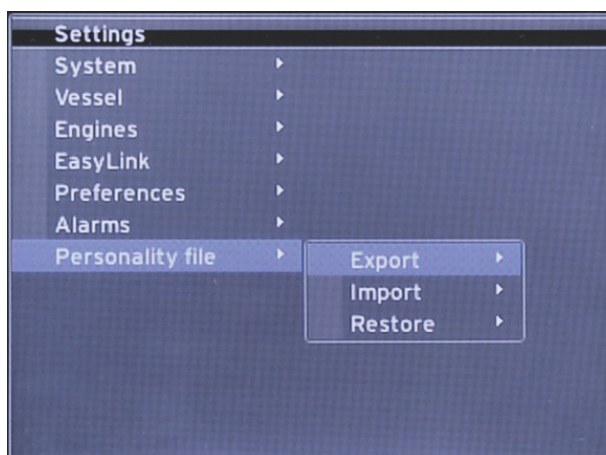 Settings
System
Vessel
Engines
EasyLink
Preferences
Alarms
Personality file
Export
Import
Restore